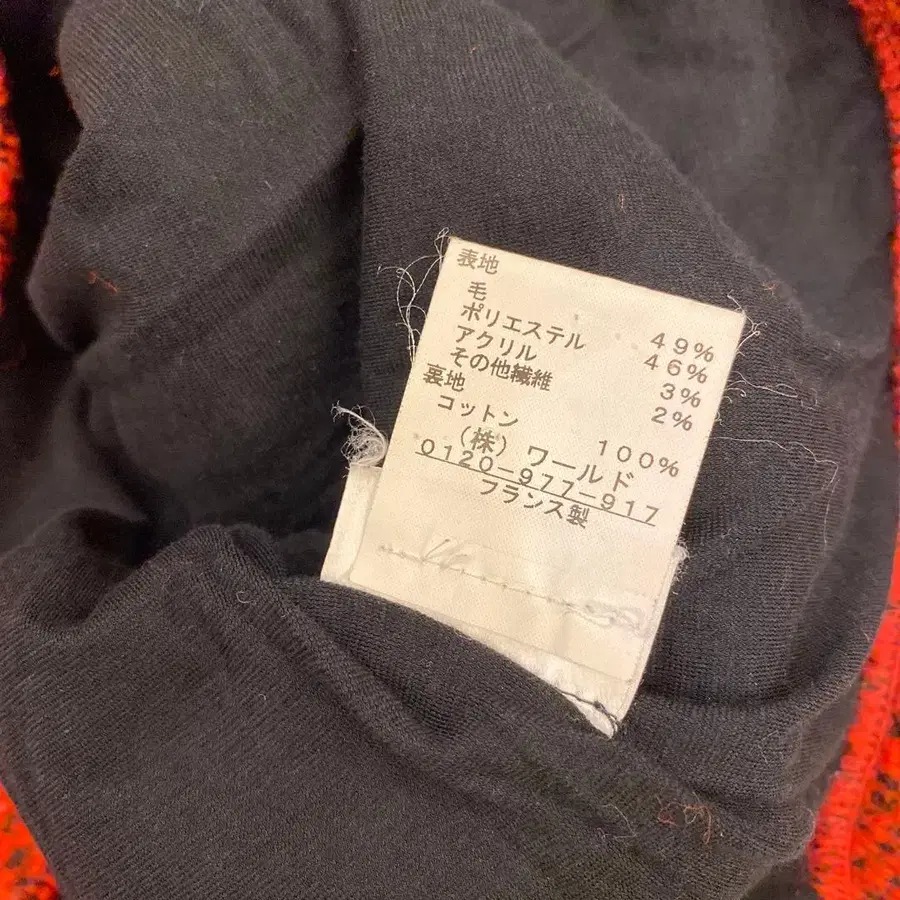 表地
毛 49%
ポリエステル 46%
アクリル 3%
その他繊維 2%
裏地
コットン 100%
(株) ワールド
0120-977-917
フランス製